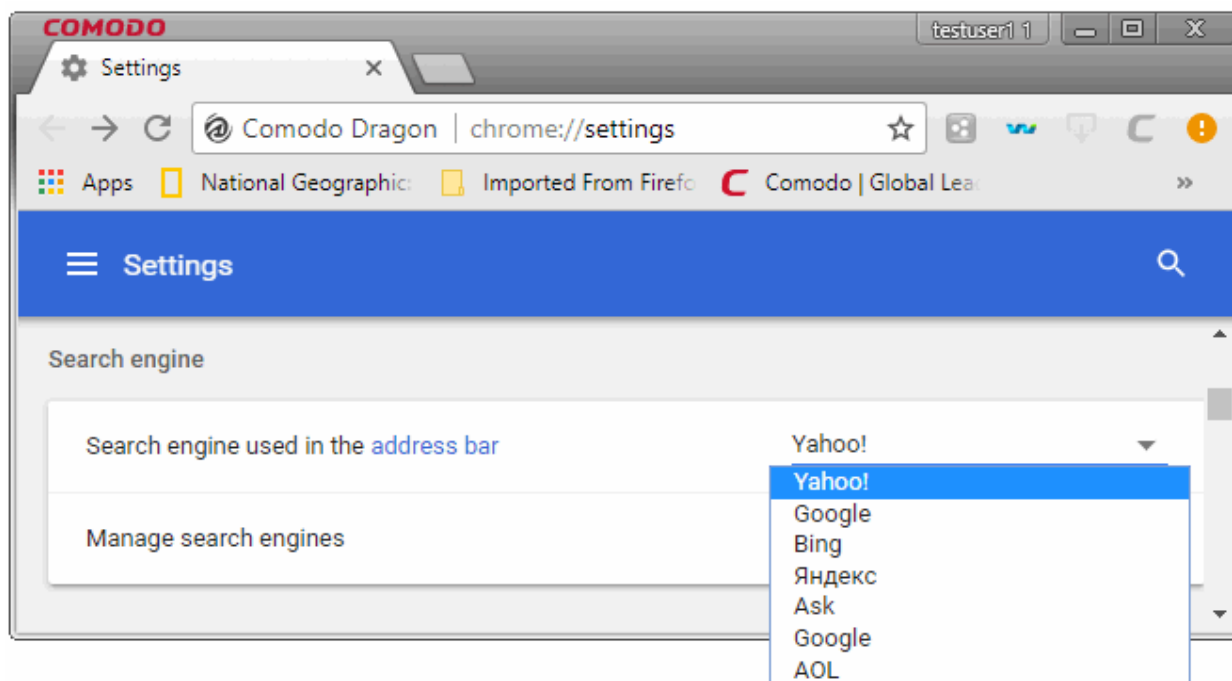 COMODO
testuser1 1
Settings
Comodo Dragon | chrome://settings
Apps
National Geographic:
Imported From Firefo
Comodo | Global Lea
Settings
Search engine
Search engine used in the address bar
Yahoo!
Yahoo!
Google
Bing
Manage search engines
Яндекс
Ask
Google
AOL